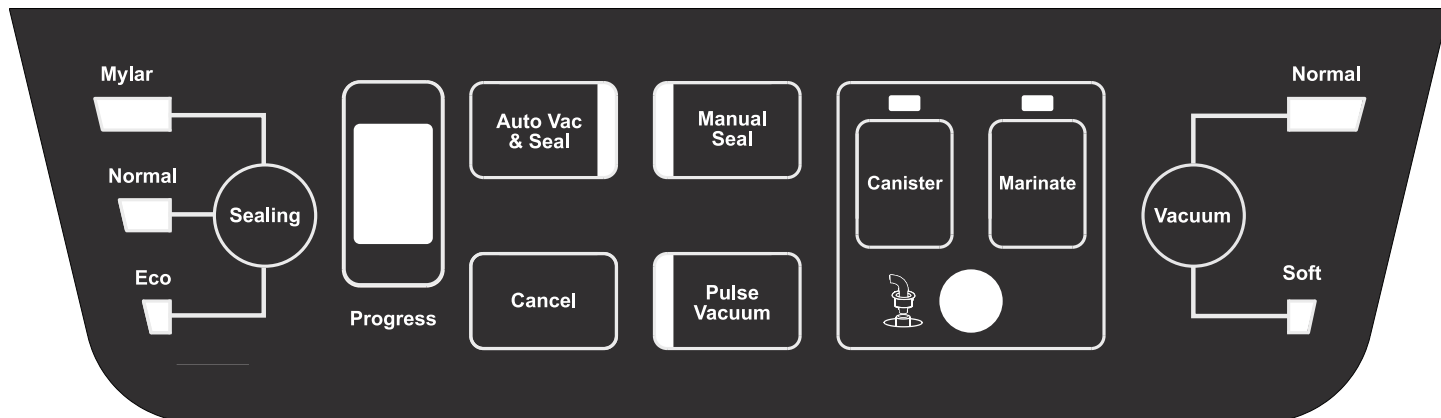 Mylar
Normal
Sealing
Eco
Progress
Auto Vac
& Seal
Manual
Seal
Cancel
Pulse
Vacuum
Canister
Marinate
Normal
Vacuum
Soft